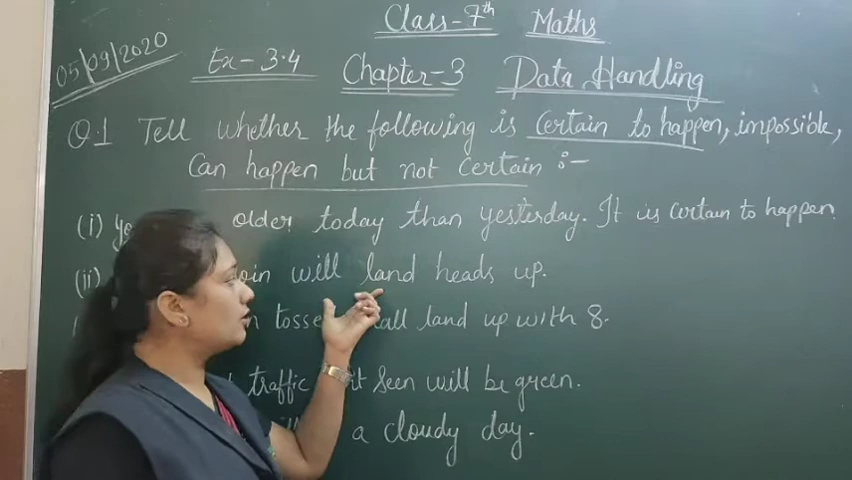 Class-7th Maths
05/09/2020 Ex-3.4 Chapter-3 Data Handling
Q.1 Tell whether the following is certain to happen, impossible,
Can happen but not certain :-
(i) older today than yesterday. It is certain to happen.
(ii) will land heads up.
land up with 8.
traffic seen will be green.
a cloudy day.